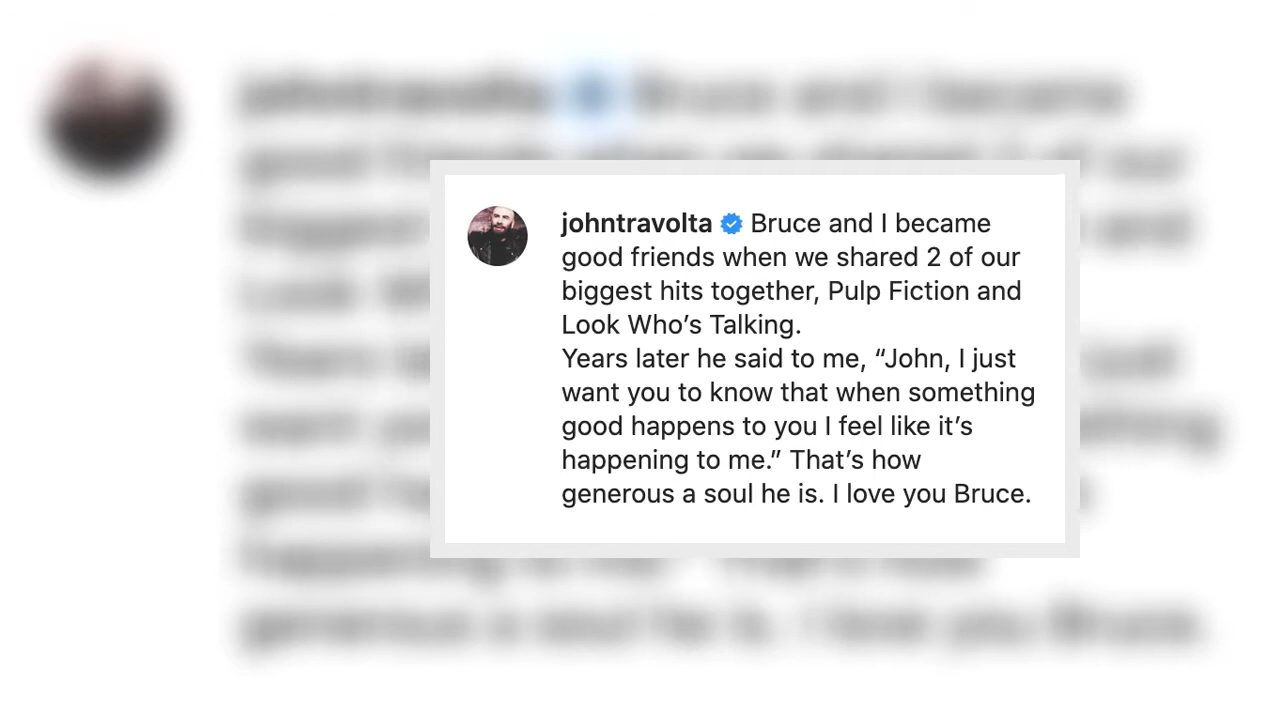 johntravolta Bruce and I became
good friends when we shared 2 of our
biggest hits together, Pulp Fiction and
Look Who’s Talking.
Years later he said to me, “John, I just
want you to know that when something
good happens to you I feel like it’s
happening to me.” That’s how
generous a soul he is. I love you Bruce.